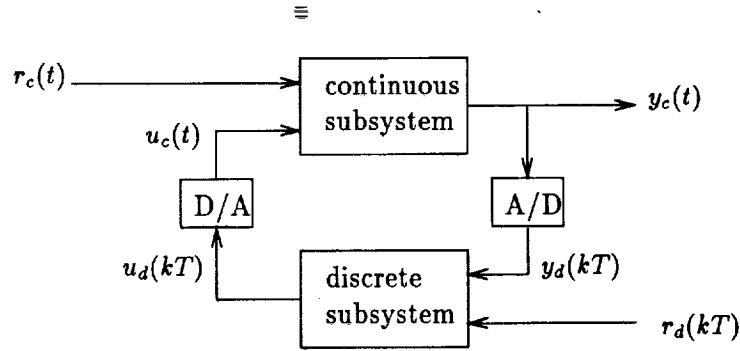 ≡
r_c(t)
continuous
subsystem
y_c(t)
u_c(t)
D/A
A/D
u_d(kT)
discrete
subsystem
y_d(kT)
r_d(kT)